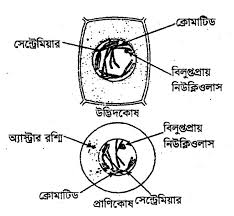 ক্রোমাটিড
সেন্ট্রেমিয়ার
বিলুপ্তপ্রায়
নিউক্লিওলাস
উদ্ভিদকোষ
অ্যাস্ট্রার রশ্মি
বিলুপ্তপ্রায়
নিউক্লিওলাস
ক্রোমাটিড
সেন্ট্রেমিয়ার
প্রাণিকোষ